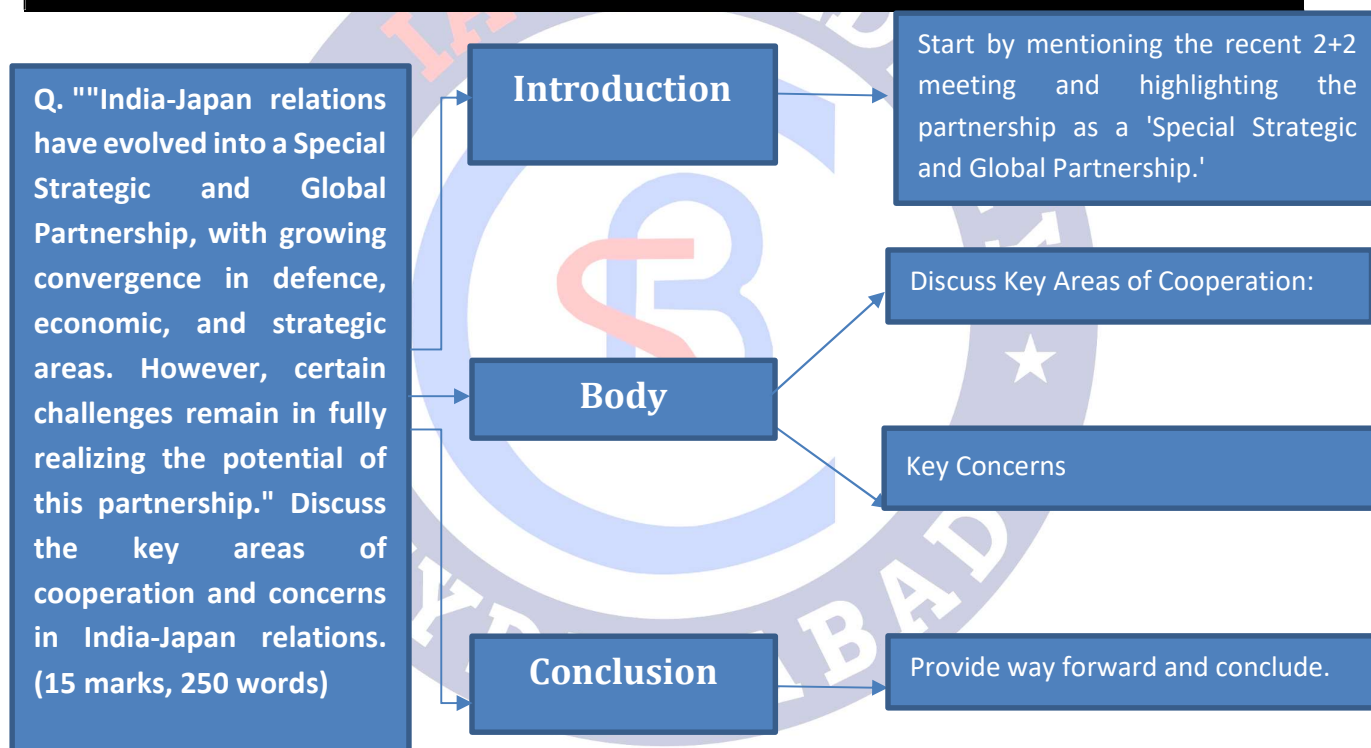 Q. ""India-Japan relations
have evolved into a Special
Strategic and Global
Partnership, with growing
convergence in defence,
economic, and strategic
areas. However, certain
challenges remain in fully
realizing the potential of
this partnership." Discuss
the key areas of
cooperation and concerns
in India-Japan relations.
(15 marks, 250 words)
Introduction
Start by mentioning the recent 2+2
meeting and highlighting the
partnership as a 'Special Strategic
and Global Partnership.'
Body
Discuss Key Areas of Cooperation:
Key Concerns
Conclusion
Provide way forward and conclude.